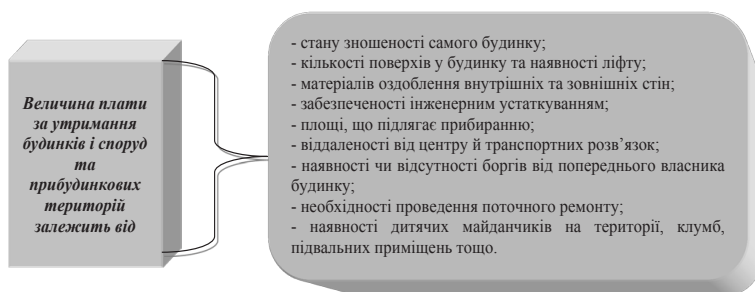 Величина плати
за утримання
будинків і споруд
та
прибудинкових
територій
залежить від
- стану зношеності самого будинку;
- кількості поверхів у будинку та наявності ліфту;
- матеріалів оздоблення внутрішніх та зовнішніх стін;
- забезпеченості інженерним устаткуванням;
- площі, що підлягає прибиранню;
- віддаленості від центру й транспортних розв’язок;
- наявності чи відсутності боргів від попереднього власника
будинку;
- необхідності проведення поточного ремонту;
- наявності дитячих майданчиків на території, клумб,
підвальних приміщень тощо.